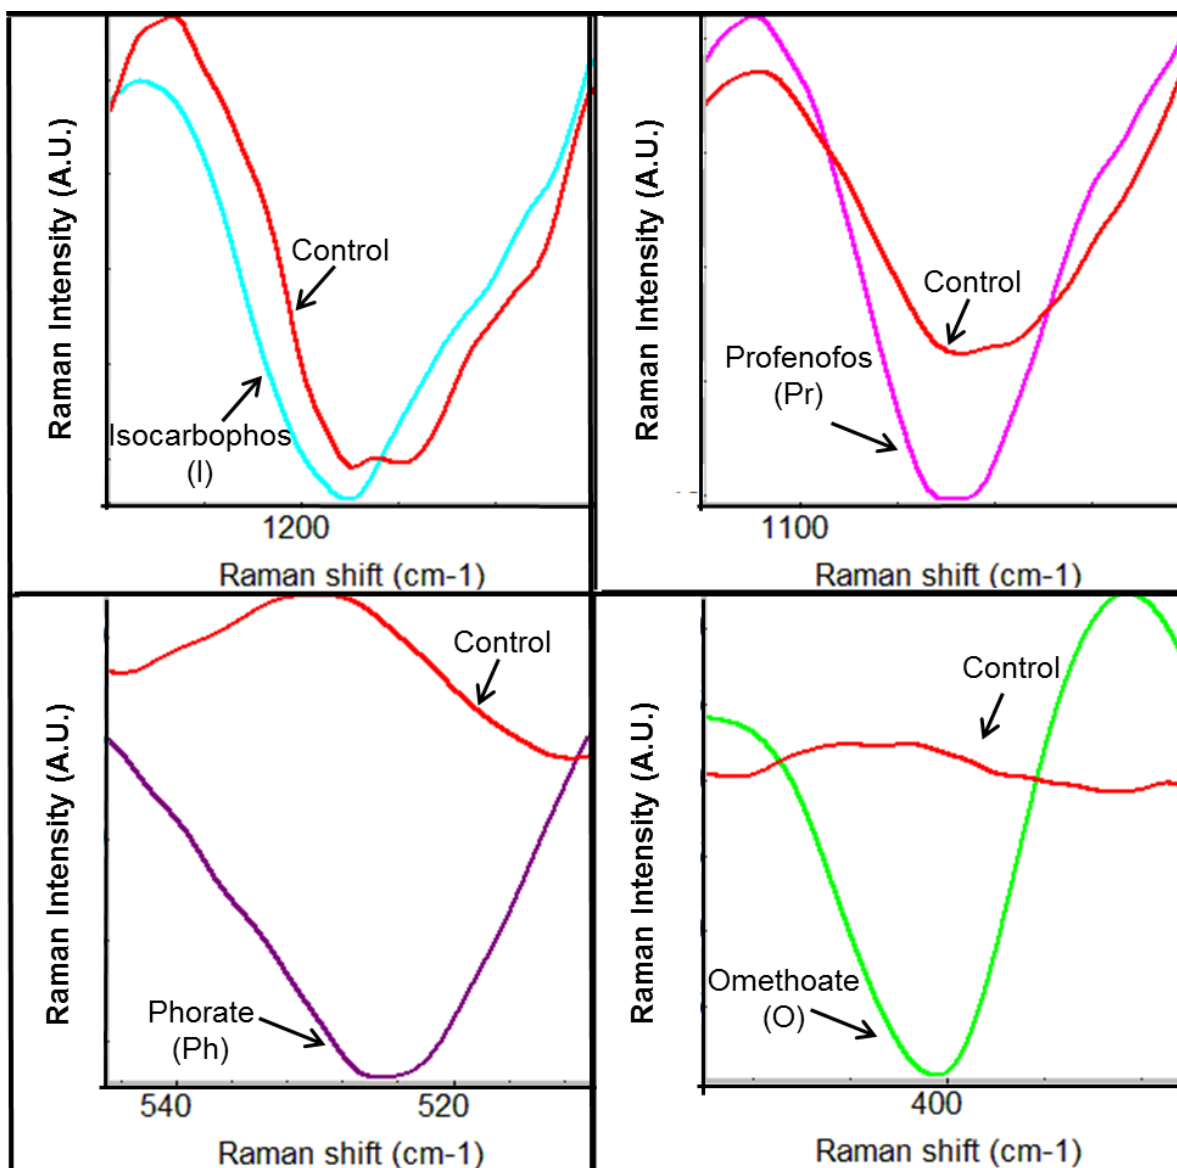 Raman Intensity (A.U.)
Control
Isocarbophos
(I)
1200
Raman shift (cm-1)
Raman Intensity (A.U.)
Control
Profenofos
(Pr)
1100
Raman shift (cm-1)
Raman Intensity (A.U.)
Control
Phorate
(Ph)
540
520
Raman shift (cm-1)
Raman Intensity (A.U.)
Control
Omethoate
(O)
400
Raman shift (cm-1)